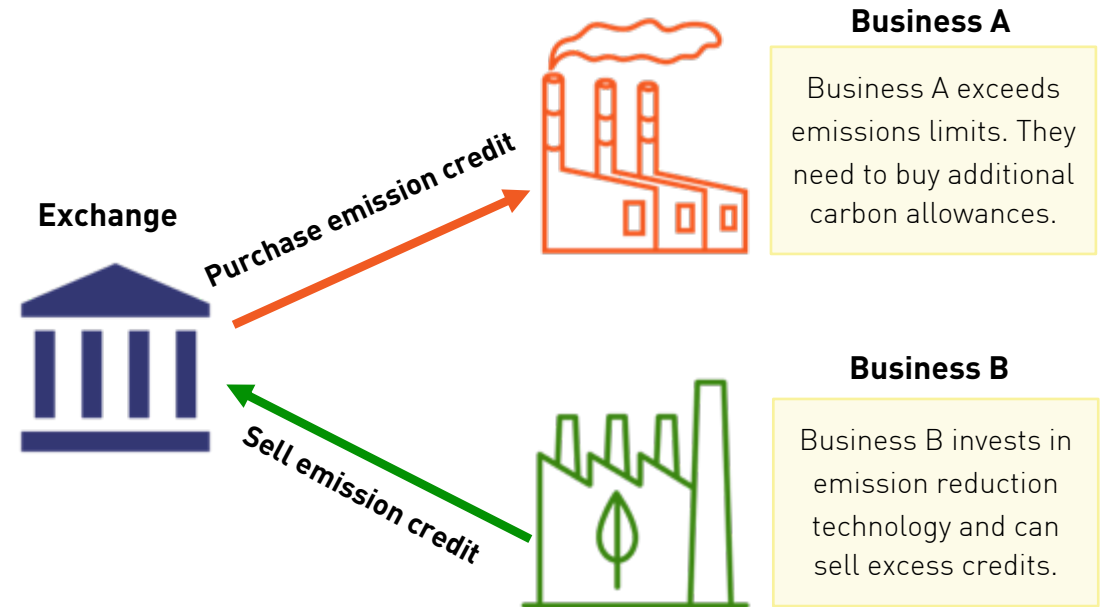 Business A
Business A exceeds
emissions limits. They
need to buy additional
carbon allowances.
Purchase emission credit
Exchange
Sell emission credit
Business B
Business B invests in
emission reduction
technology and can
sell excess credits.